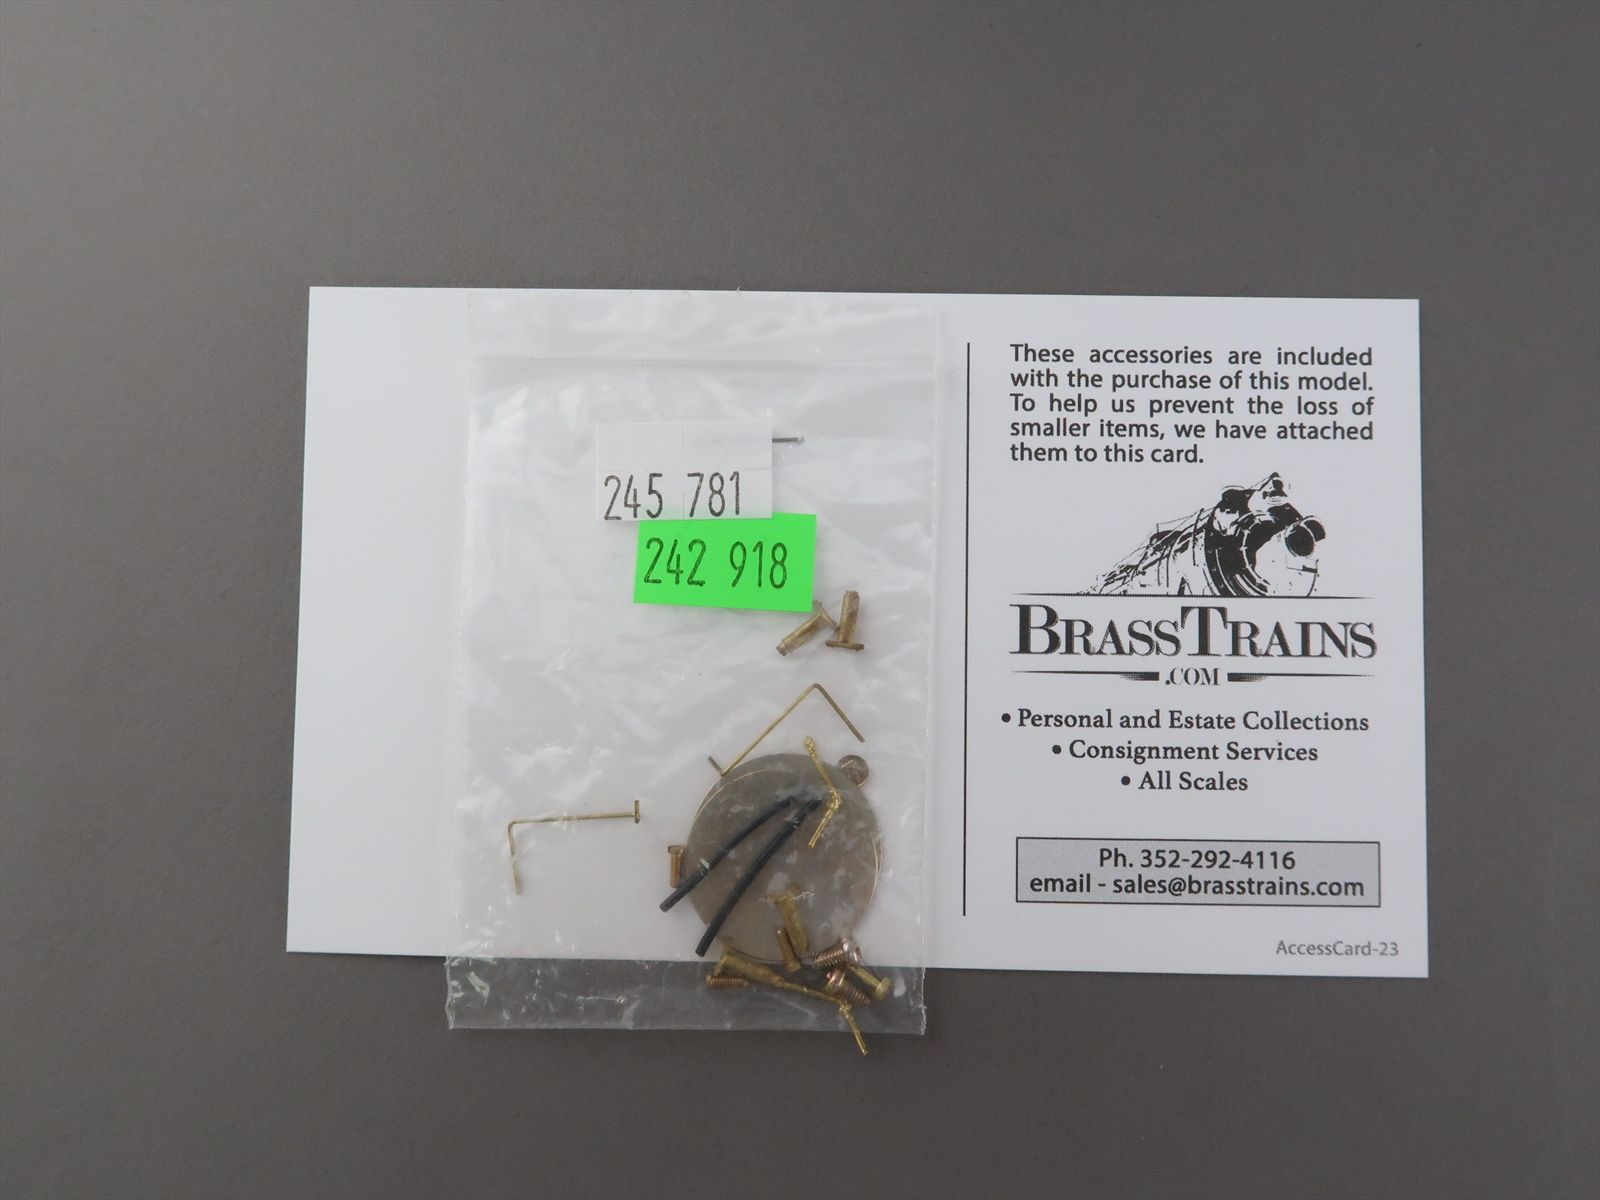 245 781
242 918
These accessories are included
with the purchase of this model.
To help us prevent the loss of
smaller items, we have attached
them to this card.
BRASSTRAINS
.COM
• Personal and Estate Collections
• Consignment Services
• All Scales
Ph. 352-292-4116
email - sales@brasstrains.com
AccessCard-23